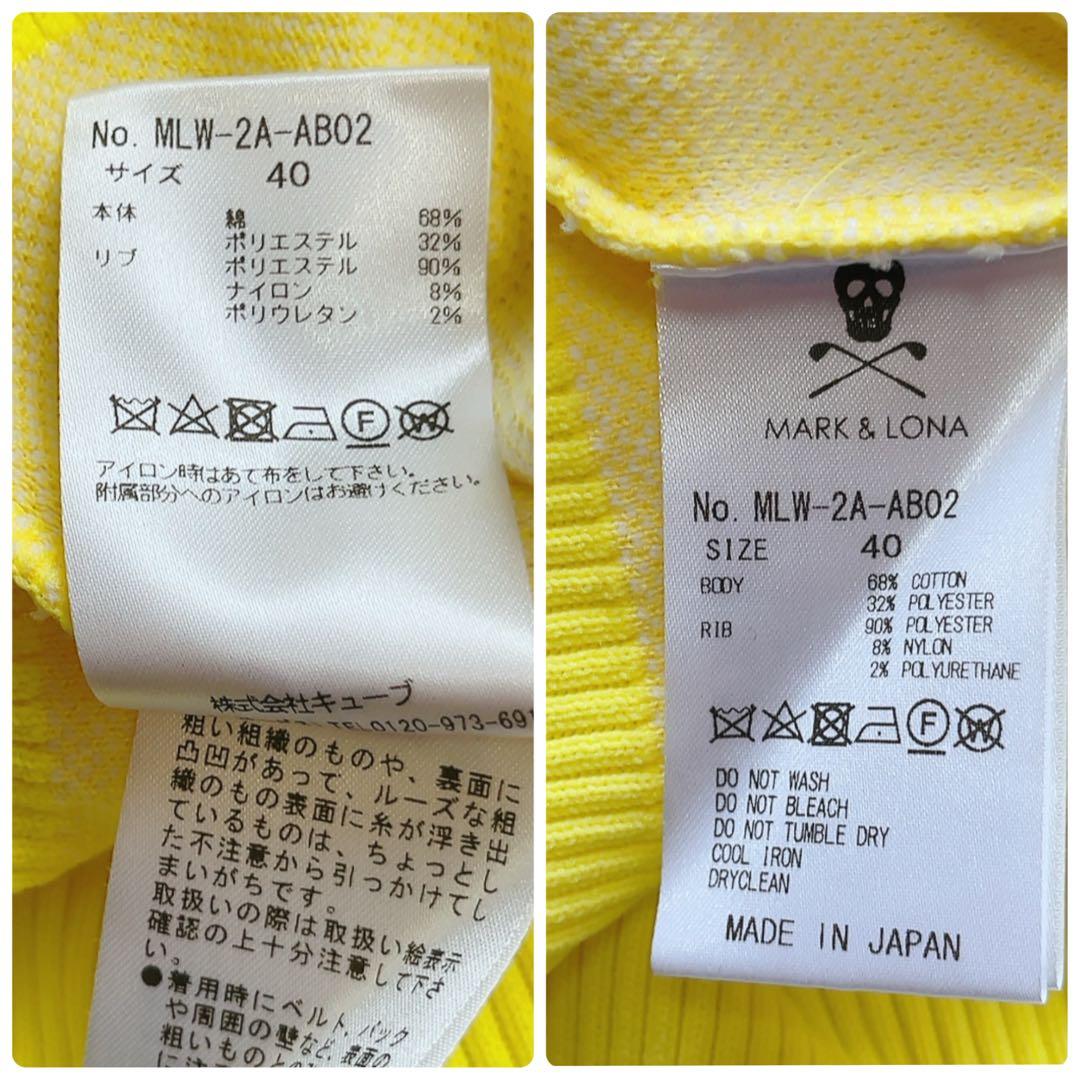 No. MLW-2A-AB02
サイズ 40
本体 綿 68%
ポリエステル 32%
リブ ポリエステル 90%
ナイロン 8%
ポリウレタン 2%
F W
アイロン時はあて布をして下さい。
附属部分へのアイロンはお避けください。
株式会社キューブ
TEL0120-973-691
粗い組織のものや、裏面に
凸凹があって、ルーズな組
織のもの表面に糸が浮き出
ているものは、ちょっとし
た不注意から引っかけてし
まいがちです。
取扱いの際は取扱い絵表示
確認の上十分注意して下さ
い。
●着用時にベルト、バック
や周囲の壁など、表面の
粗いものとの
MARK & LONA
No. MLW-2A-AB02
SIZE 40
BODY 68% COTTON
32% POLYESTER
RIB 90% POLYESTER
8% NYLON
2% POLYURETHANE
F W
DO NOT WASH
DO NOT BLEACH
DO NOT TUMBLE DRY
COOL IRON
DRYCLEAN
MADE IN JAPAN